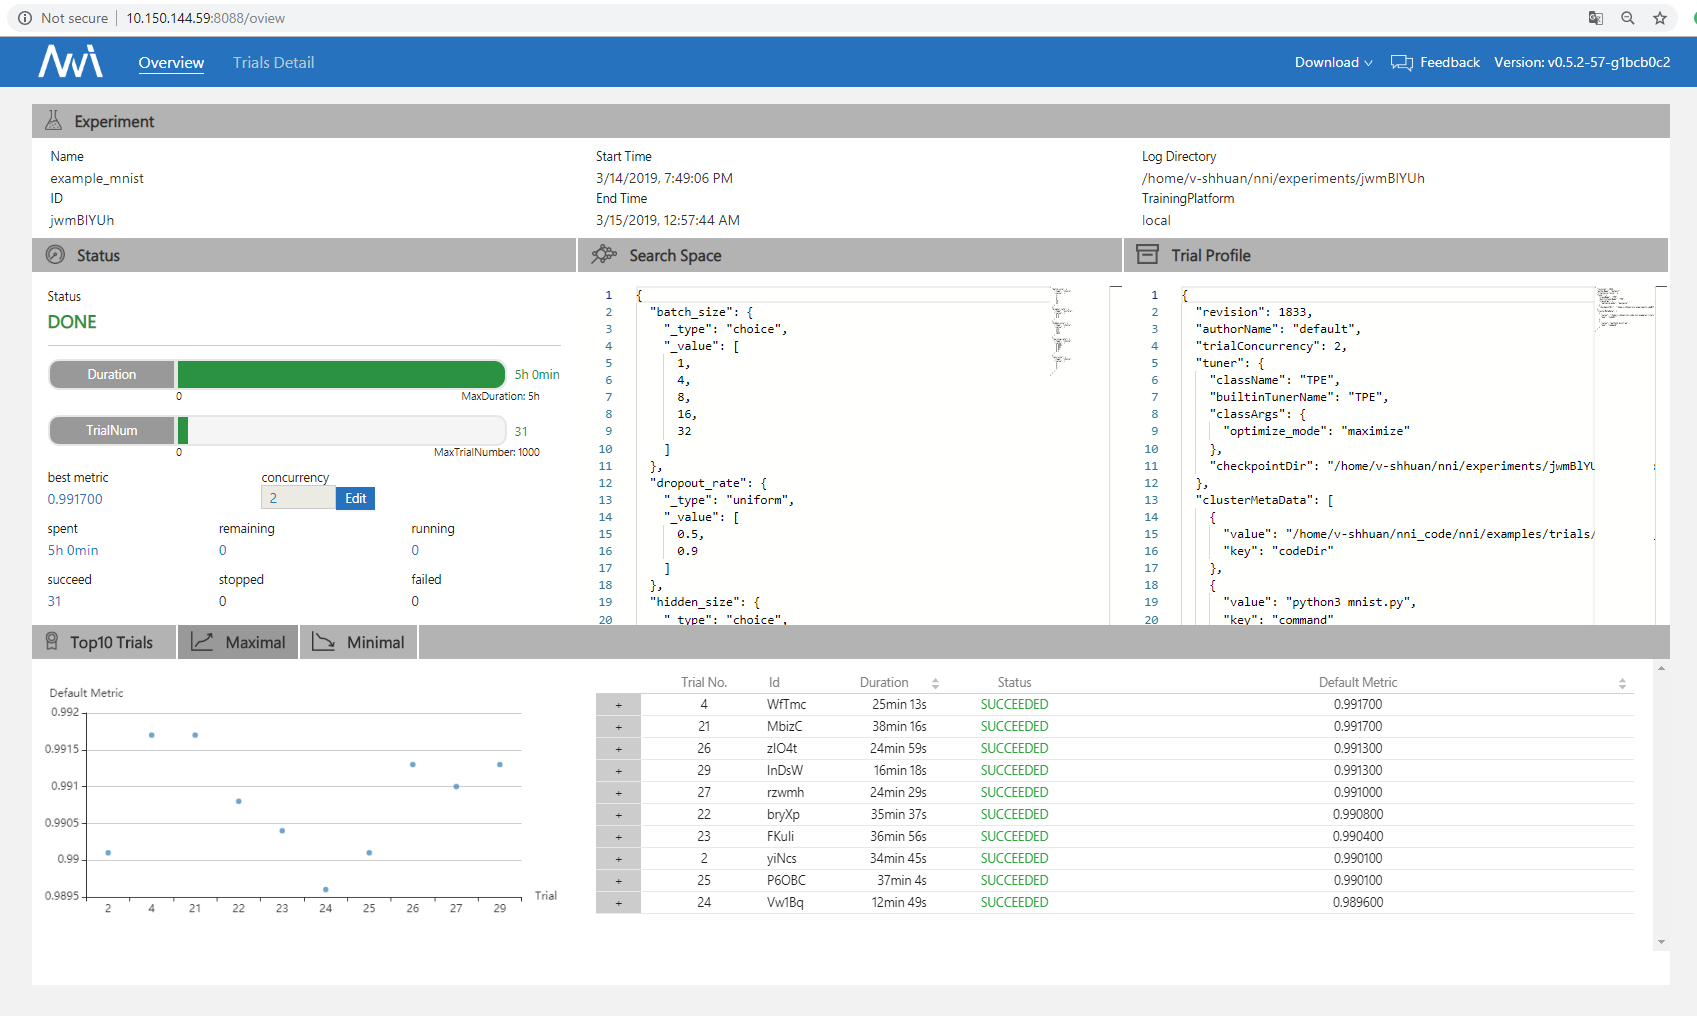 Not secure | 10.150.144.59:8088/oview
Overview Trials Detail Download Feedback Version: v0.5.2-57-g1bcb0c2
Experiment
Name
example_mnist
ID
jwmBlYUh
Start Time
3/14/2019, 7:49:06 PM
End Time
3/15/2019, 12:57:44 AM
Log Directory
/home/v-shhuan/nni/experiments/jwmBlYUh
TrainingPlatform
local
Status
Status
DONE
Duration 5h 0min
0 MaxDuration: 5h
TrialNum 31
0 MaxTrialNumber: 1000
best metric concurrency
0.991700 2 Edit
spent remaining running
5h 0min 0 0
succeed stopped failed
31 0 0
Search Space
1 {
2 "batch_size": {
3 "_type": "choice",
4 "_value": [
5 1,
6 4,
7 8,
8 16,
9 32
10 ]
11 },
12 "dropout_rate": {
13 "_type": "uniform",
14 "_value": [
15 0.5,
16 0.9
17 ]
18 },
19 "hidden_size": {
20 "_type": "choice",
Trial Profile
1 {
2 "revision": 1833,
3 "authorName": "default",
4 "trialConcurrency": 2,
5 "tuner": {
6 "className": "TPE",
7 "builtinTunerName": "TPE",
8 "classArgs": {
9 "optimize_mode": "maximize"
10 },
11 "checkpointDir": "/home/v-shhuan/nni/experiments/jwmBlYU
12 },
13 "clusterMetaData": [
14 {
15 "value": "/home/v-shhuan/nni_code/nni/examples/trials/
16 "key": "codeDir"
17 },
18 {
19 "value": "python3 mnist.py",
20 "key": "command"
Top10 Trials Maximal Minimal
Default Metric
0.992
0.9915
0.991
0.9905
0.99
0.9895
2 4 21 22 23 24 25 26 27 29
Trial
Trial No. Id Duration Status Default Metric
+ 4 WfTmc 25min 13s SUCCEEDED 0.991700
+ 21 MbizC 38min 16s SUCCEEDED 0.991700
+ 26 zlO4t 24min 59s SUCCEEDED 0.991300
+ 29 InDsW 16min 18s SUCCEEDED 0.991300
+ 27 rzwmh 24min 29s SUCCEEDED 0.991000
+ 22 bryXp 35min 37s SUCCEEDED 0.990800
+ 23 FKuli 36min 56s SUCCEEDED 0.990400
+ 2 yiNcs 34min 45s SUCCEEDED 0.990100
+ 25 P6OBC 37min 4s SUCCEEDED 0.990100
+ 24 Vw1Bq 12min 49s SUCCEEDED 0.989600